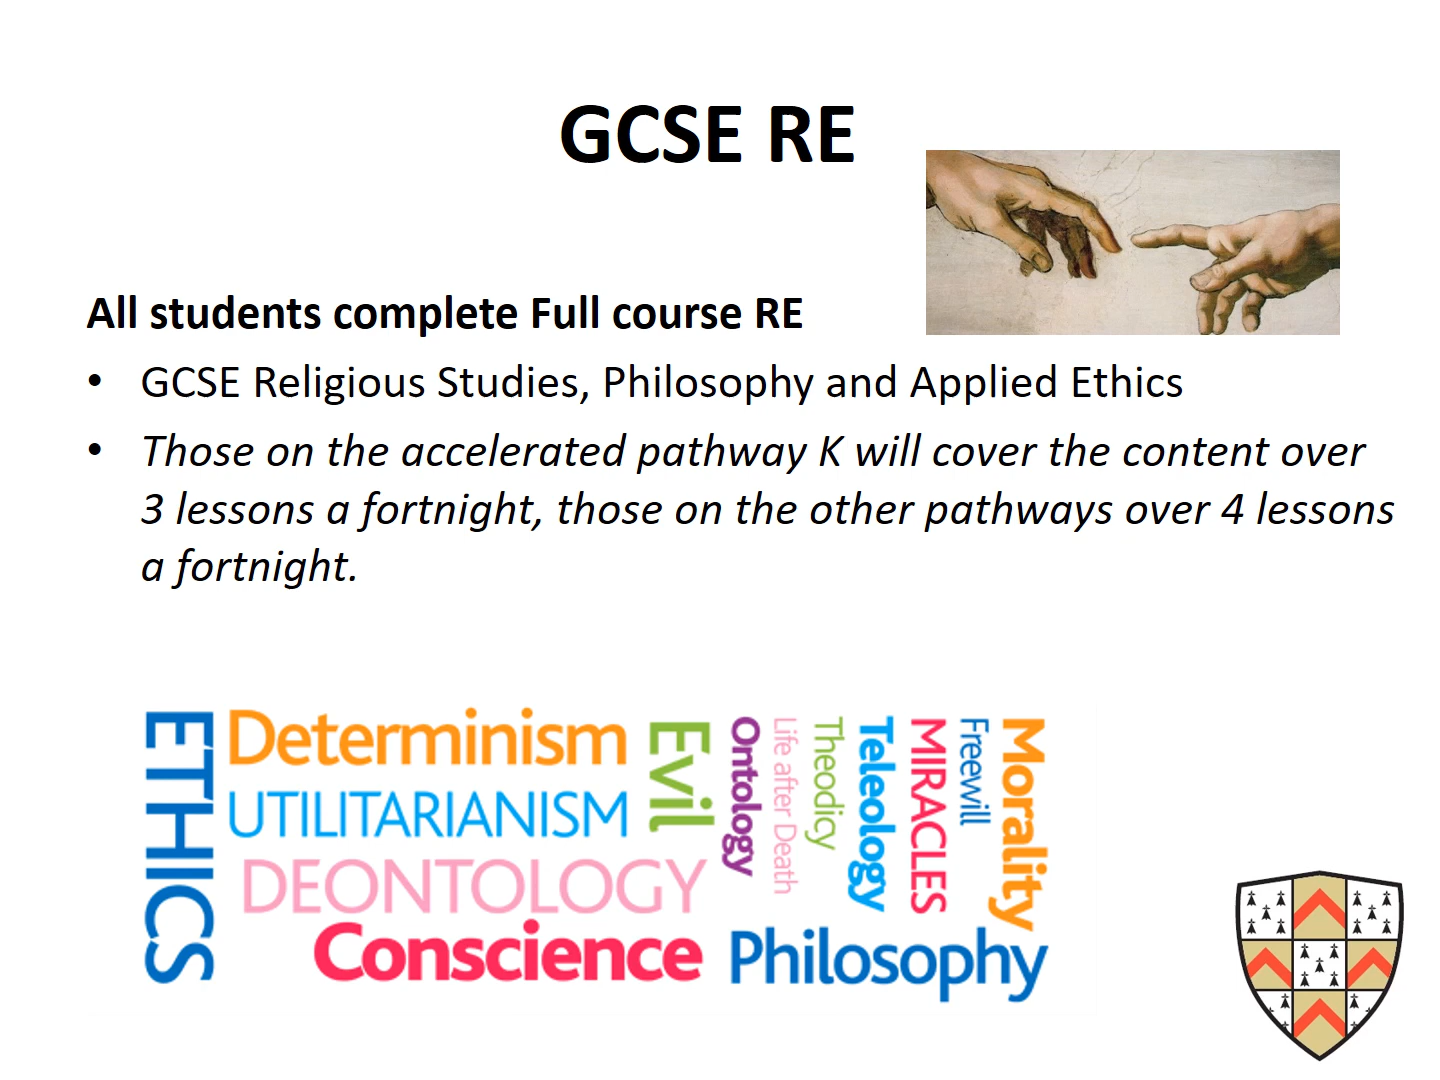 GCSE RE
All students complete Full course RE
• GCSE Religious Studies, Philosophy and Applied Ethics
• Those on the accelerated pathway K will cover the content over
3 lessons a fortnight, those on the other pathways over 4 lessons
a fortnight.
ETHICS
Determinism
UTILITARIANISM
DEONTOLOGY
Conscience
Evil
Ontology
Life after Death
Theodicy
Teleology
MIRACLES
Freewill
Morality
Philosophy